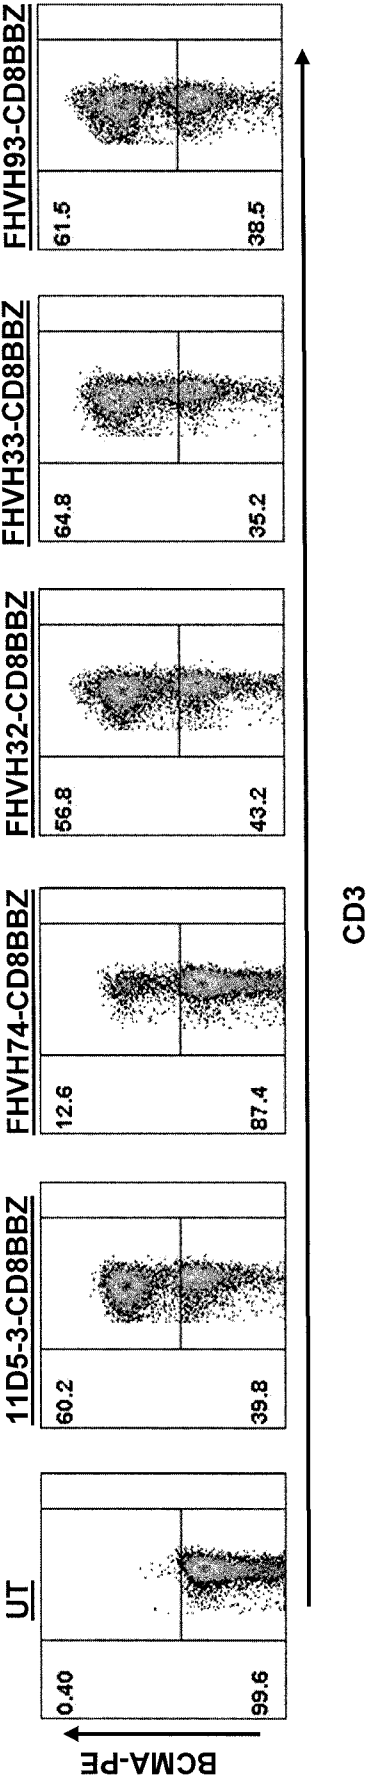 UT
0.40
99.6
11D5-3-CD8BBZ
60.2
39.8
FHVH74-CD8BBZ
12.6
87.4
FHVH32-CD8BBZ
56.8
43.2
FHVH33-CD8BBZ
64.8
35.2
FHVH93-CD8BBZ
61.5
38.5
BCMA-PE
CD3